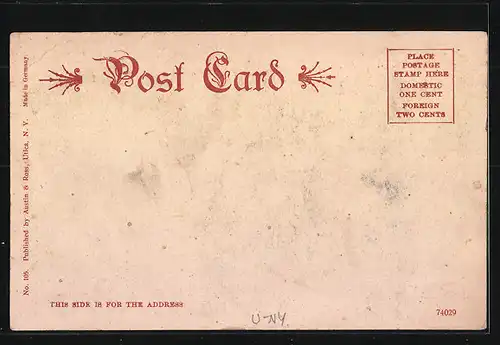 Post Card
PLACE
POSTAGE
STAMP HERE
DOMESTIC
ONE CENT
FOREIGN
TWO CENTS
No. 105. Published by Austin & Ross, Utica, N. Y. Made in Germany
THIS SIDE IS FOR THE ADDRESS
74029
U-NY